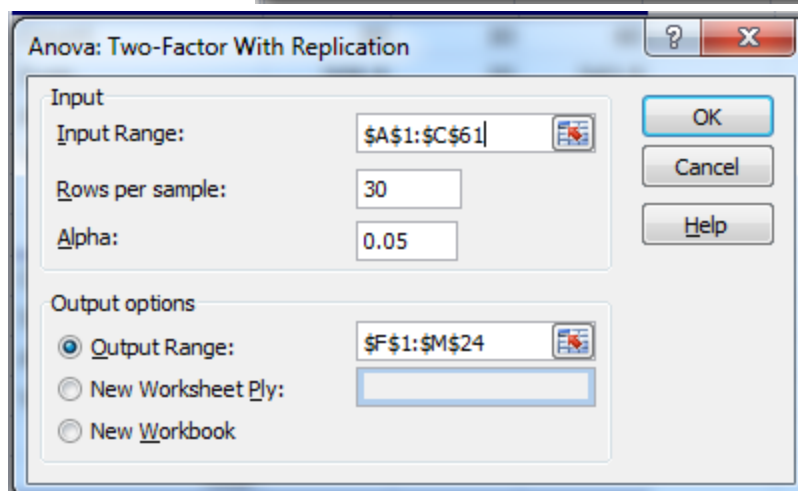 Anova: Two-Factor With Replication
Input
Input Range: $A$1:$C$61
Rows per sample: 30
Alpha: 0.05
OK
Cancel
Help
Output options
Output Range: $F$1:$M$24
New Worksheet Ply:
New Workbook